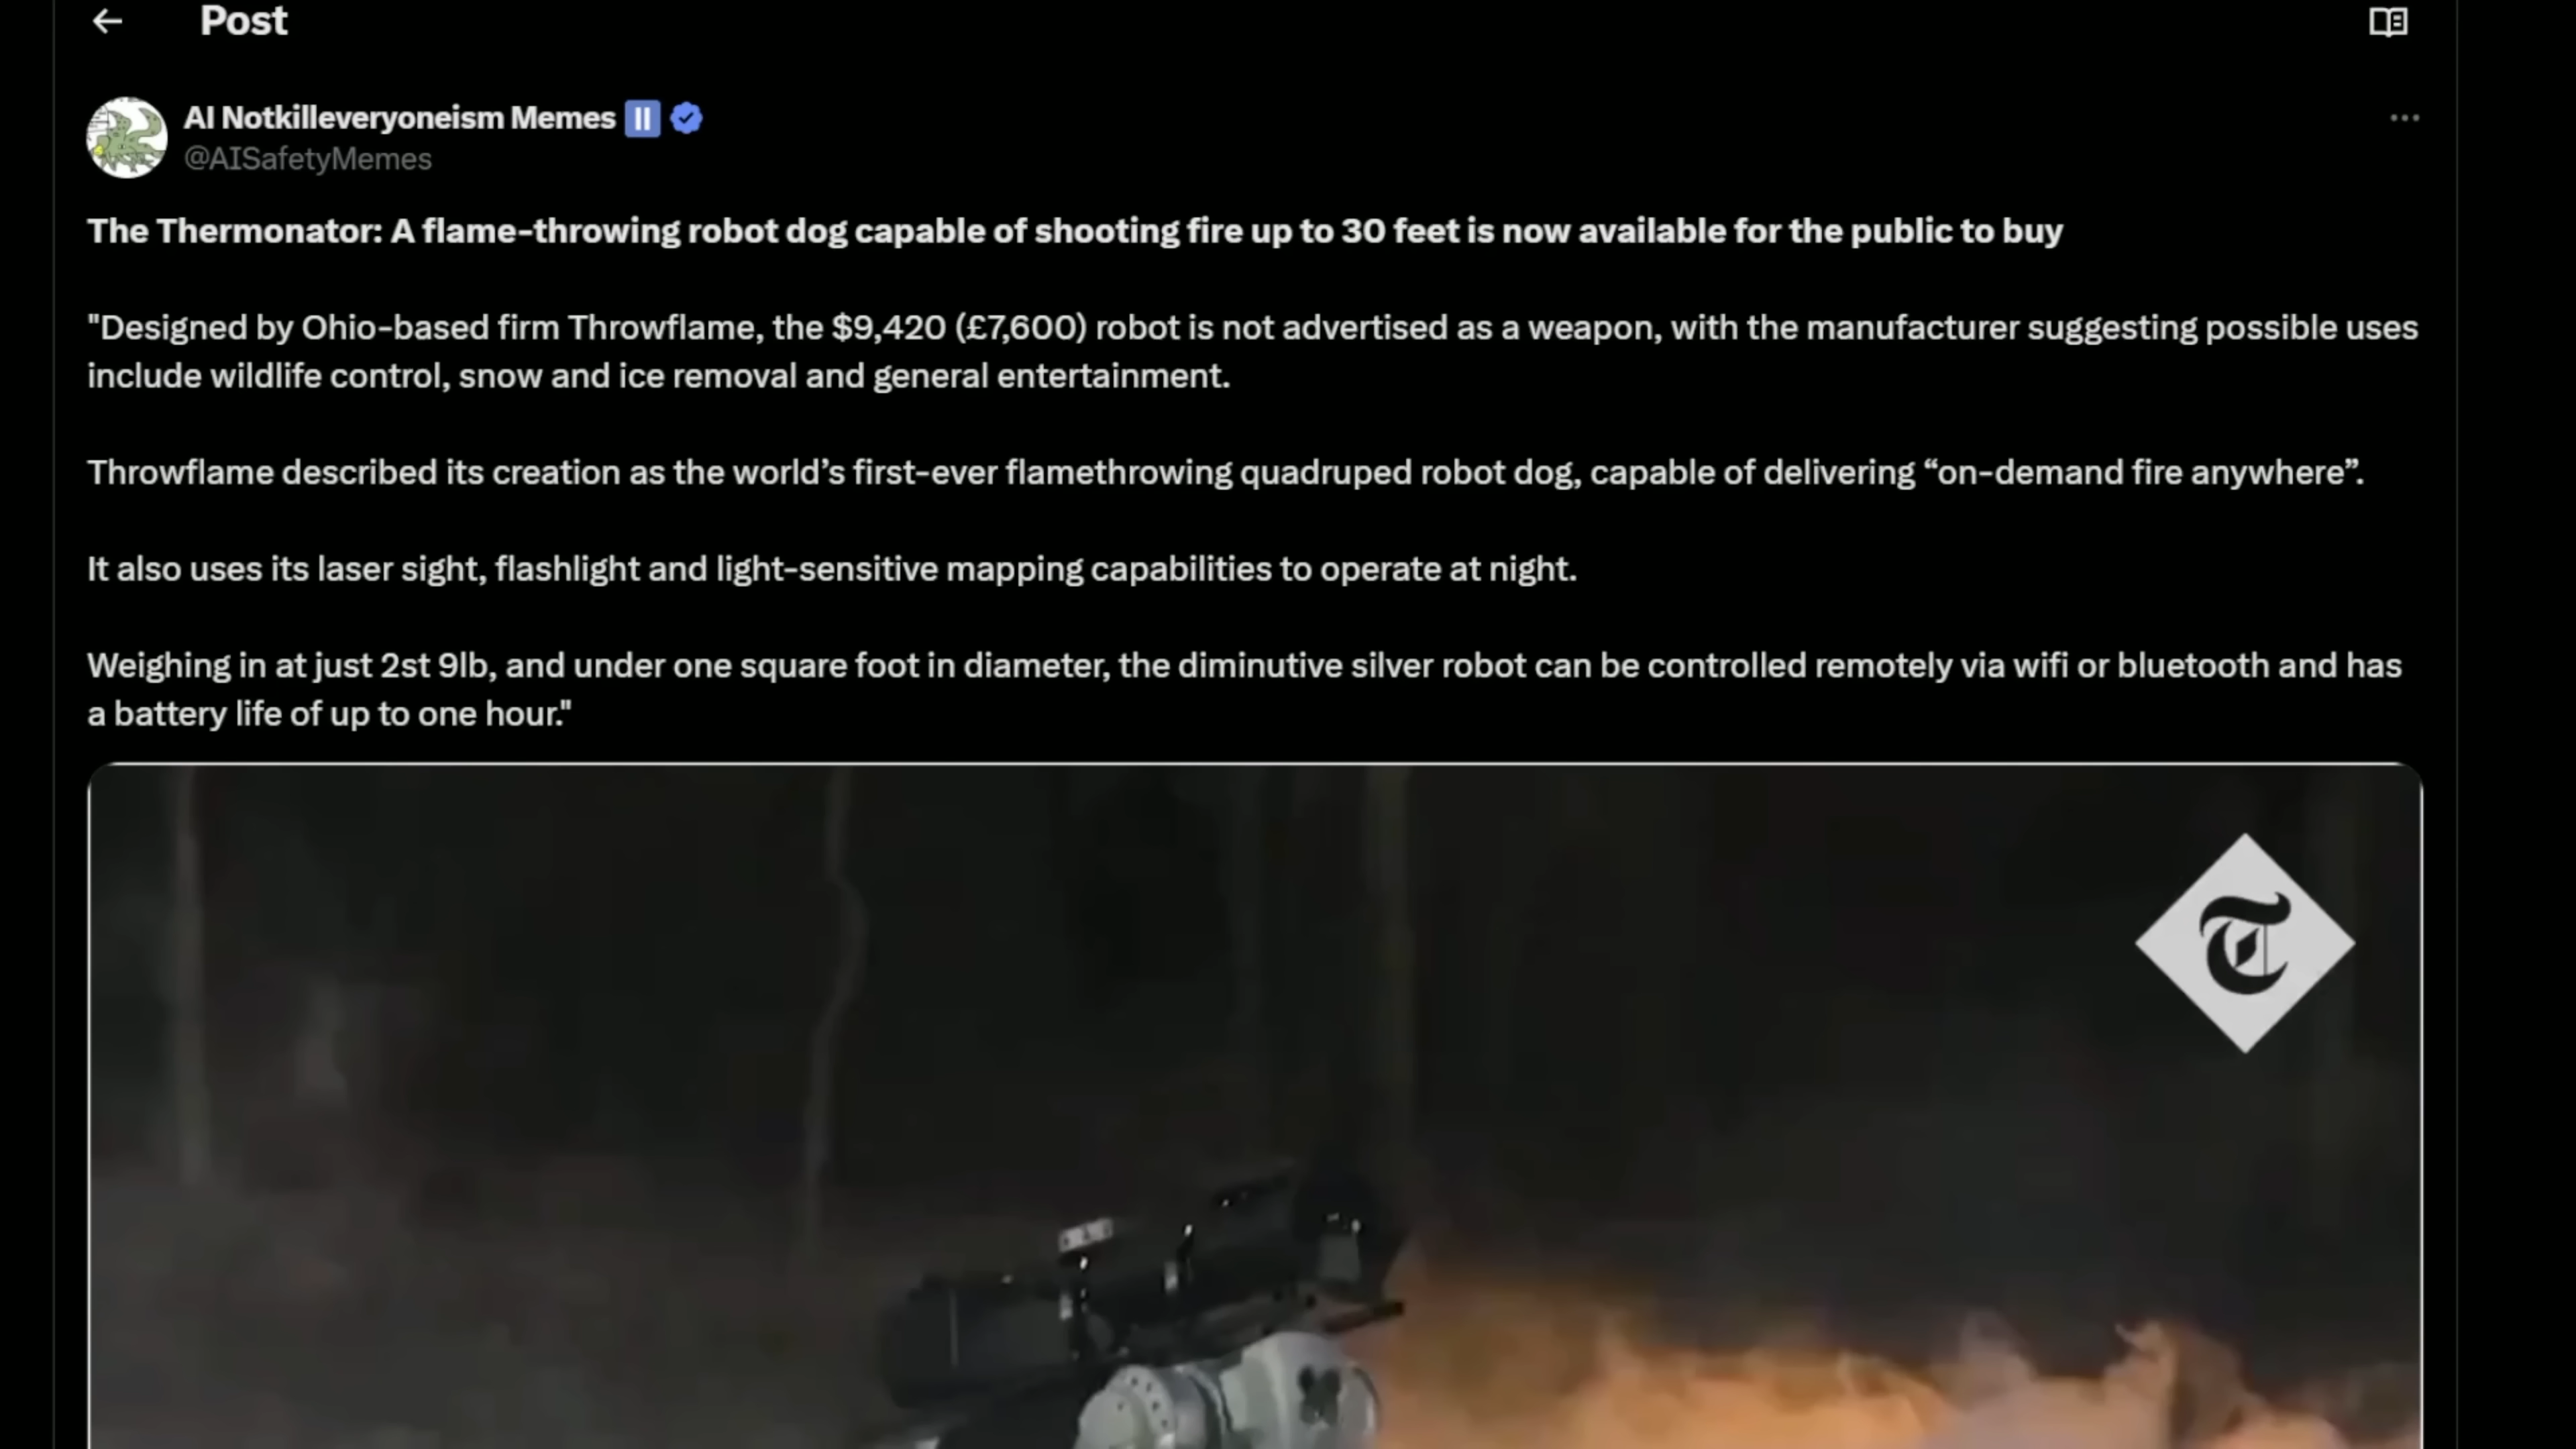 Post
AI Notkilleveryoneism Memes ⏸️
@AISafetyMemes
The Thermonator: A flame-throwing robot dog capable of shooting fire up to 30 feet is now available for the public to buy
"Designed by Ohio-based firm Throwflame, the $9,420 (£7,600) robot is not advertised as a weapon, with the manufacturer suggesting possible uses
include wildlife control, snow and ice removal and general entertainment.
Throwflame described its creation as the world’s first-ever flamethrowing quadruped robot dog, capable of delivering “on-demand fire anywhere”.
It also uses its laser sight, flashlight and light-sensitive mapping capabilities to operate at night.
Weighing in at just 2st 9lb, and under one square foot in diameter, the diminutive silver robot can be controlled remotely via wifi or bluetooth and has
a battery life of up to one hour."
T